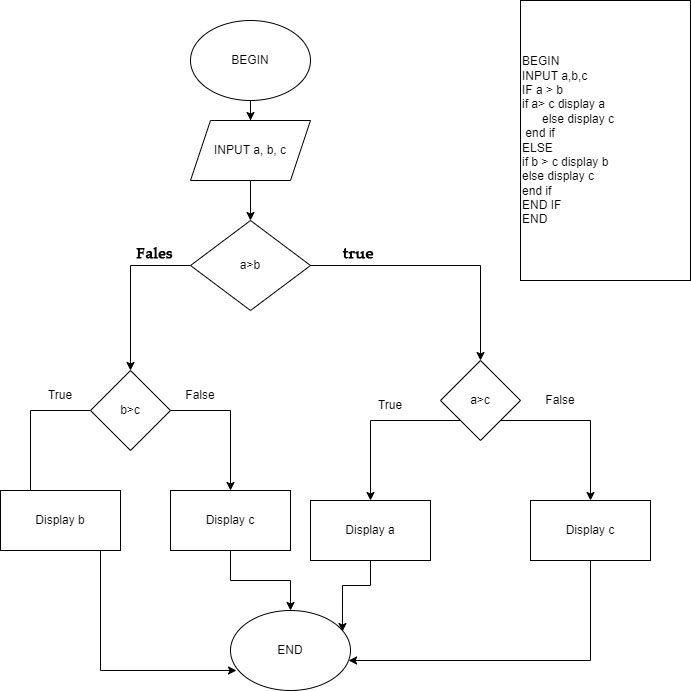 BEGIN
INPUT a, b, c
a>b
Fales
true
b>c
True
False
a>c
True
False
Display b
Display c
Display a
Display c
END
BEGIN
INPUT a,b,c
IF a > b
if a> c display a
else display c
end if
ELSE
if b > c display b
else display c
end if
END IF
END